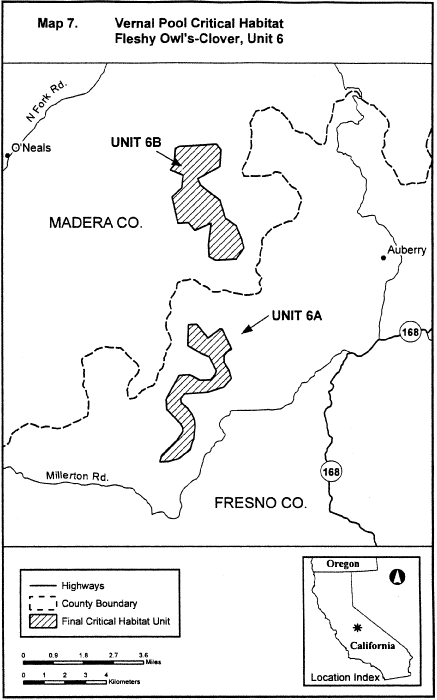 Map 7. Vernal Pool Critical Habitat
Fleshy Owl's-Clover, Unit 6
N Fork Rd.
O'Neals
UNIT 6B
MADERA CO.
Auberry
UNIT 6A
168
168
Millerton Rd.
FRESNO CO.
Highways
County Boundary
Final Critical Habitat Unit
0 0.9 1.8 2.7 3.6
Miles
0 1 2 3 4
Kilometers
Oregon
California
Location Index